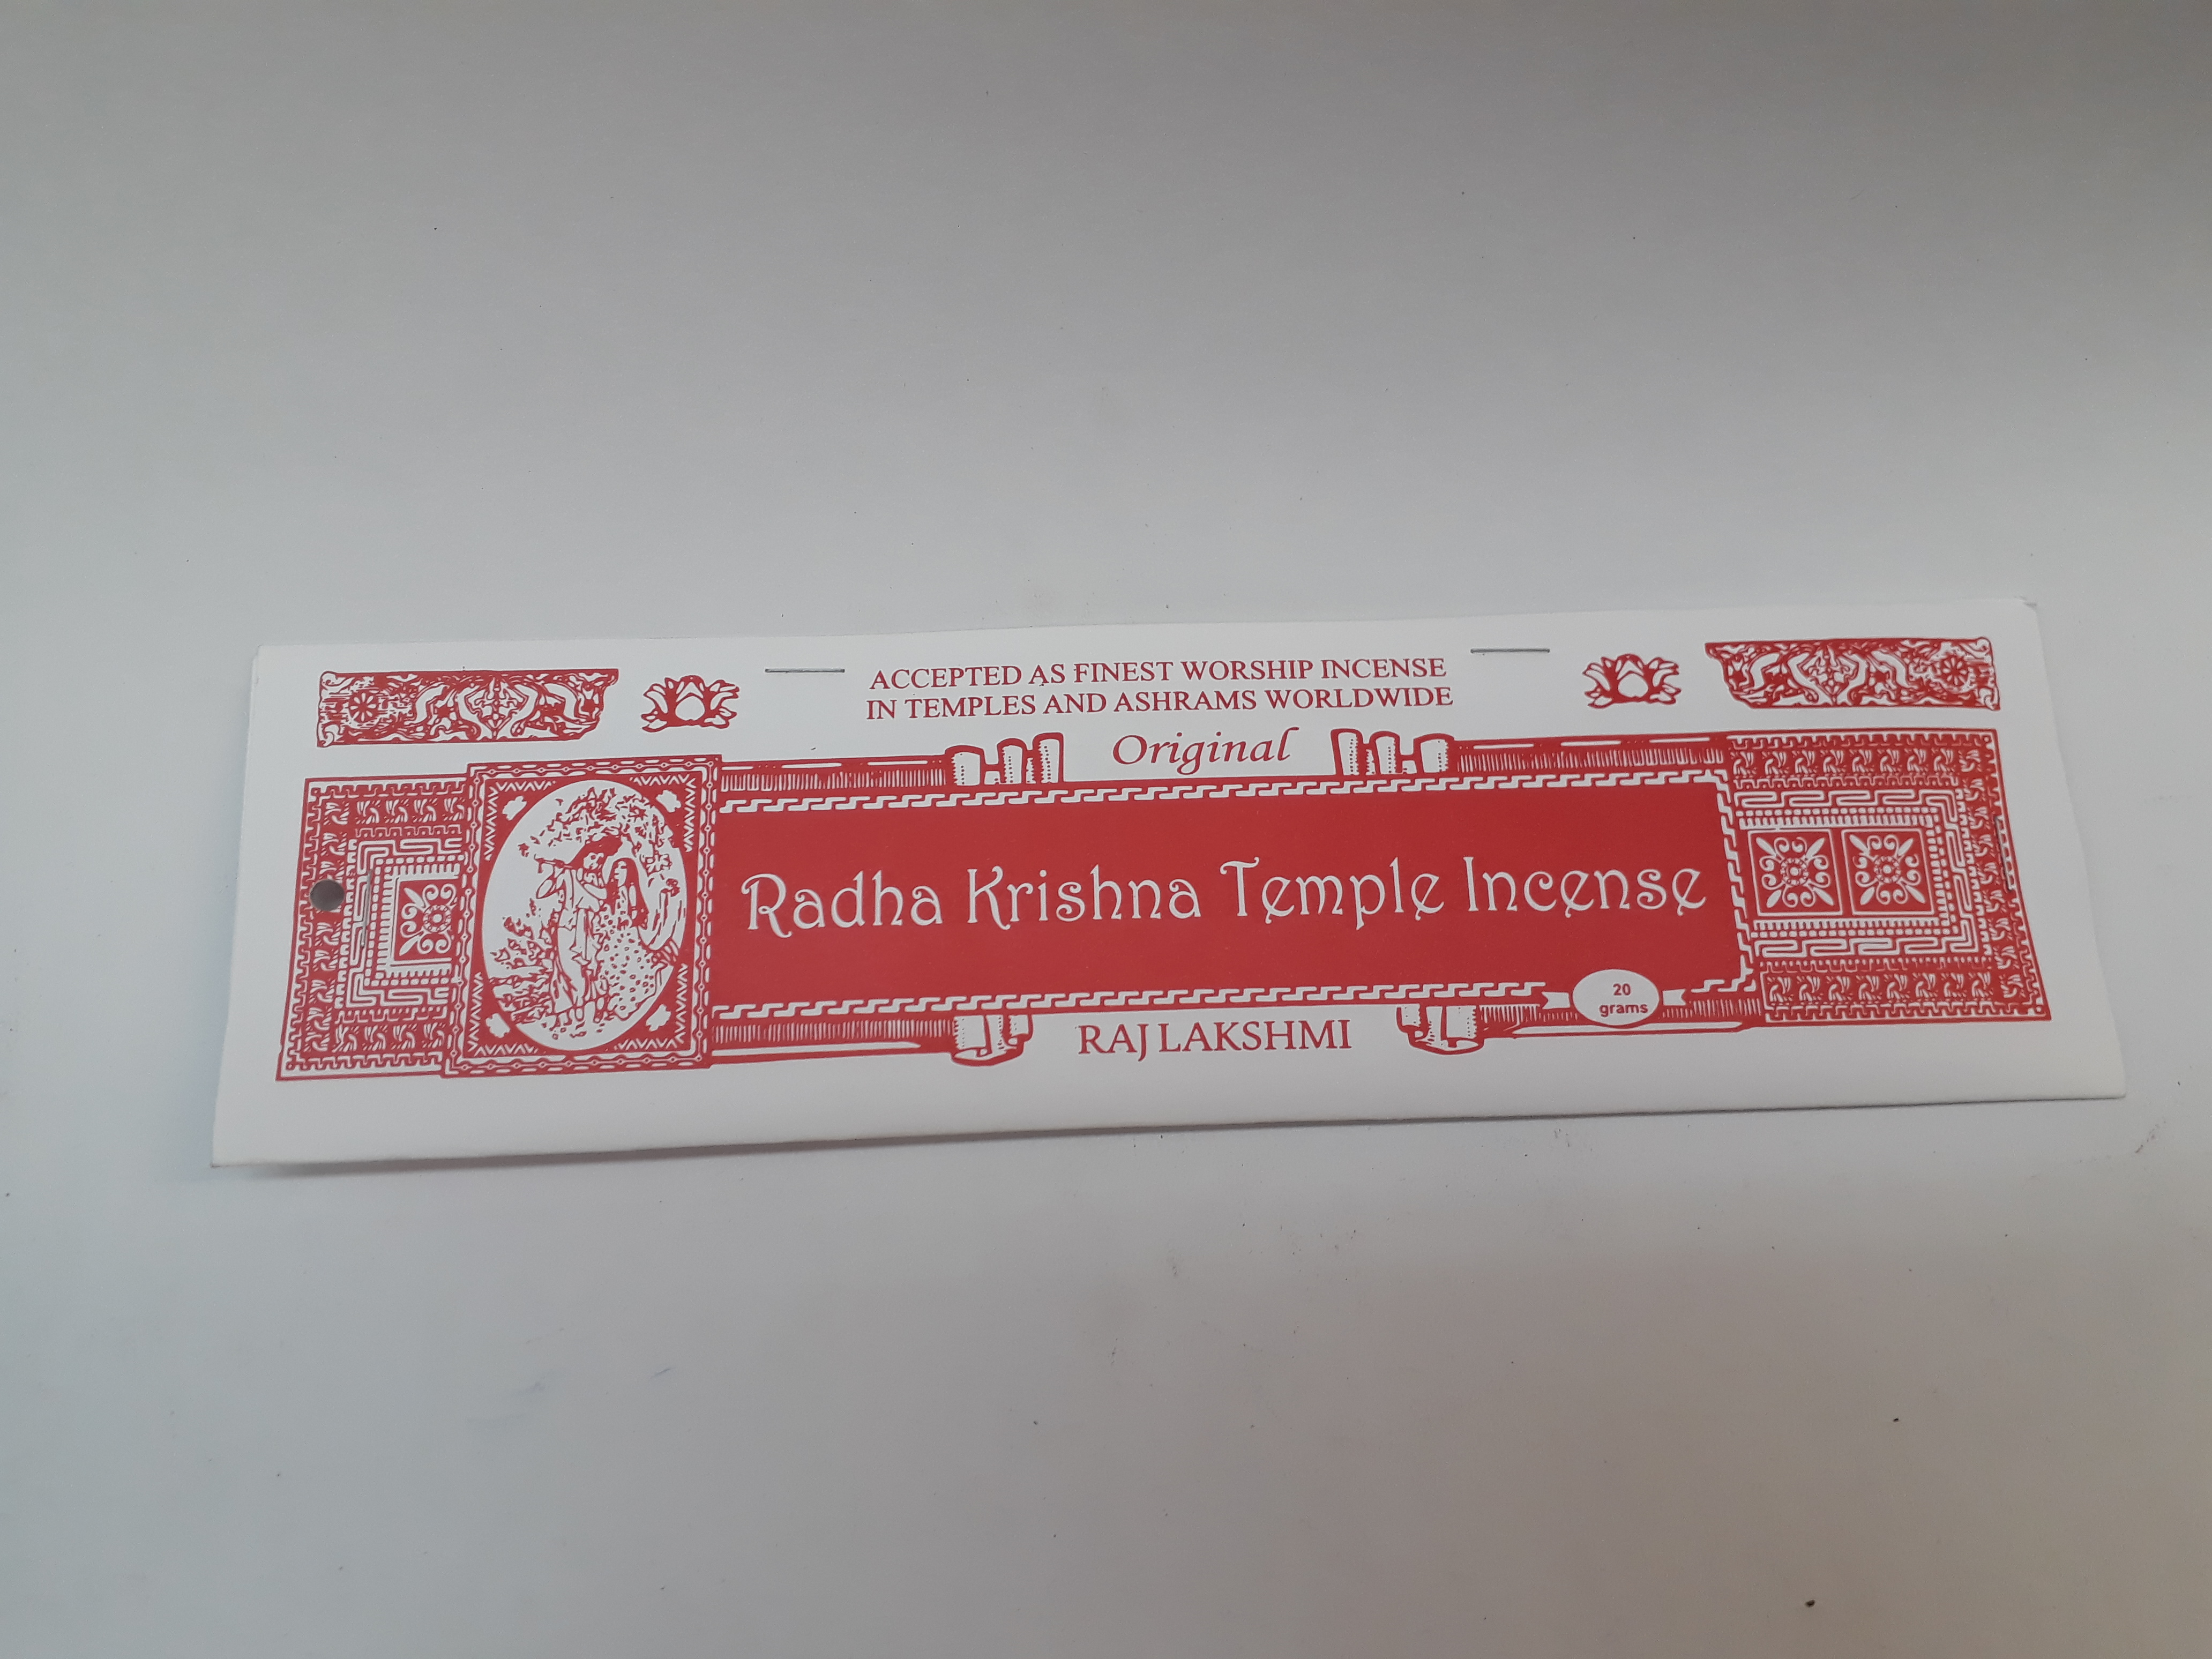 ACCEPTED AS FINEST WORSHIP INCENSE
IN TEMPLES AND ASHRAMS WORLDWIDE
Original
Radha Krishna Temple Incense
20
grams
RAJ LAKSHMI